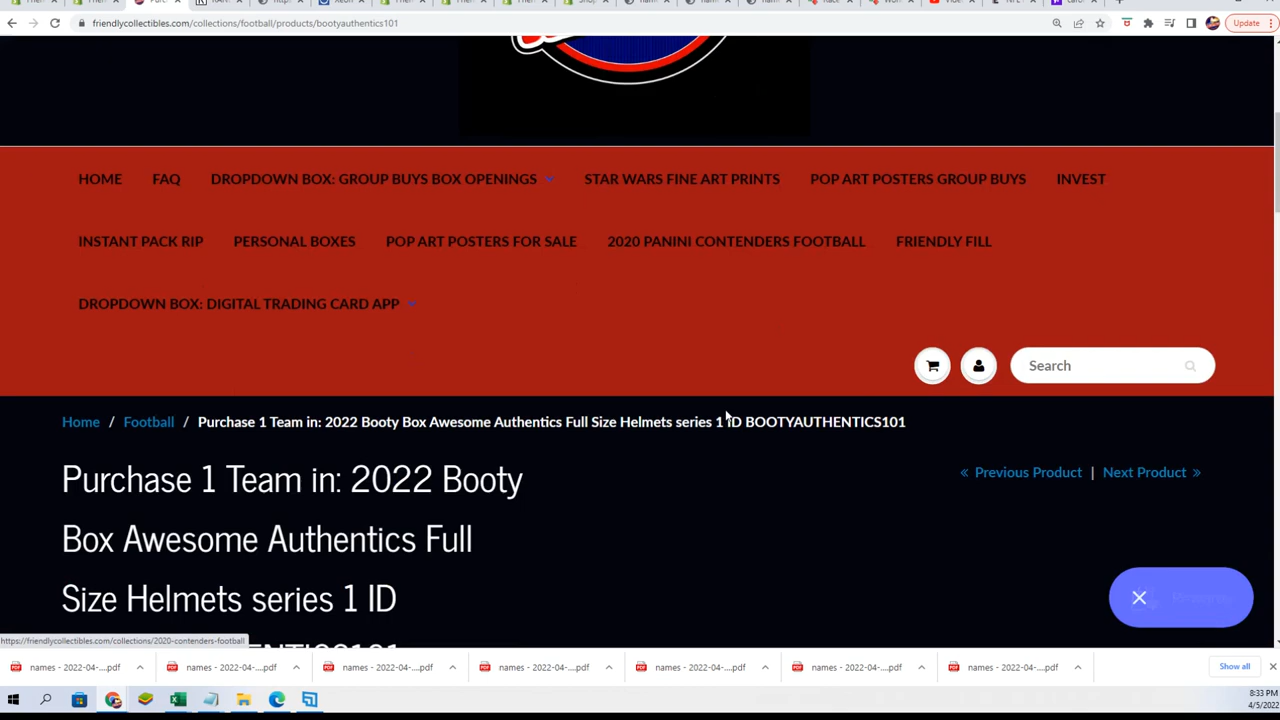 friendlycollectibles.com/collections/football/products/bootyauthentics101
Update
HOME FAQ DROPDOWN BOX: GROUP BUYS BOX OPENINGS STAR WARS FINE ART PRINTS POP ART POSTERS GROUP BUYS INVEST
INSTANT PACK RIP PERSONAL BOXES POP ART POSTERS FOR SALE 2020 PANINI CONTENDERS FOOTBALL FRIENDLY FILL
DROPDOWN BOX: DIGITAL TRADING CARD APP
Search
Home / Football / Purchase 1 Team in: 2022 Booty Box Awesome Authentics Full Size Helmets series 1 ID BOOTYAUTHENTICS101
« Previous Product | Next Product »
Purchase 1 Team in: 2022 Booty
Box Awesome Authentics Full
Size Helmets series 1 ID
https://friendlycollectibles.com/collections/2020-contenders-football
names - 2022-04-....pdf names - 2022-04-....pdf names - 2022-04-....pdf names - 2022-04-....pdf names - 2022-04-....pdf names - 2022-04-....pdf names - 2022-04-....pdf Show all
8:33 PM
4/5/2022